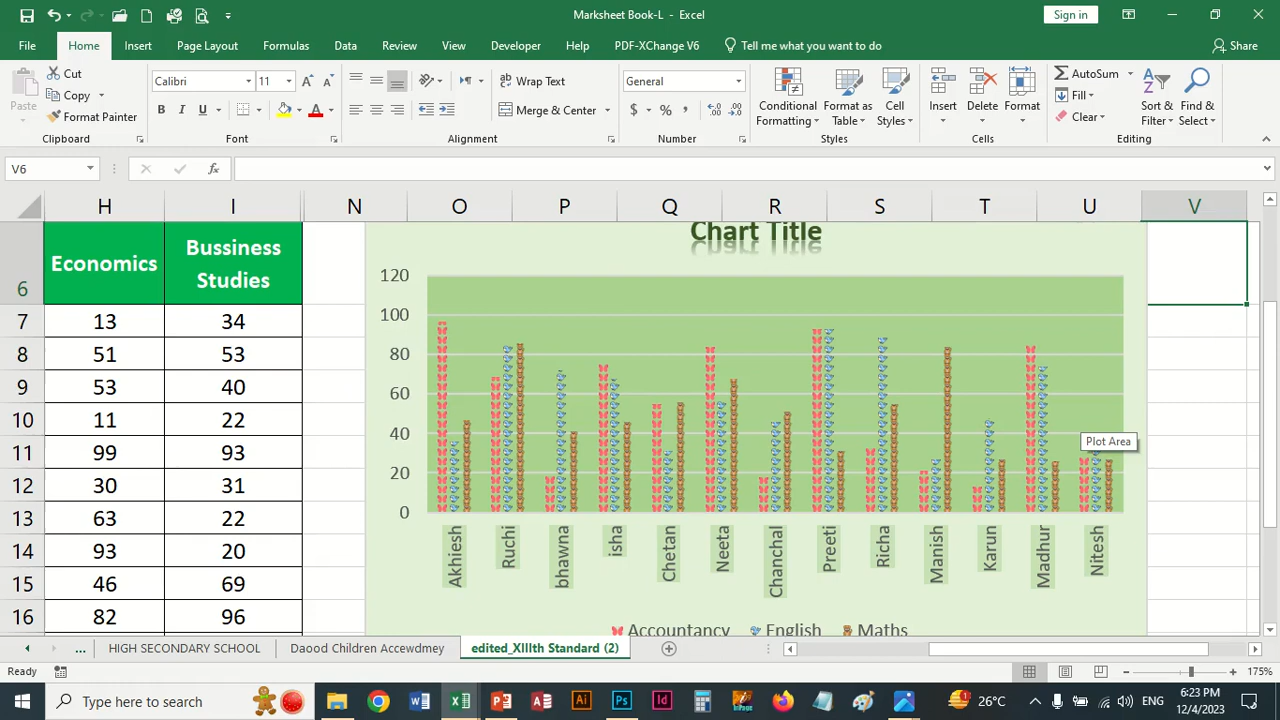 Marksheet Book-L - Excel
Sign in
File Home Insert Page Layout Formulas Data Review View Developer Help PDF-XChange V6 Tell me what you want to do Share
Paste
Cut
Copy
Format Painter
Calibri 11
B I U
Wrap Text
Merge & Center
General
$ % ,
Conditional Formatting
Format as Table
Cell Styles
Insert
Delete
Format
AutoSum
Fill
Clear
Sort & Filter
Find & Select
Clipboard Font Alignment Number Styles Cells Editing
V6 fx
H I N O P Q R S T U V
6 Economics Bussiness Studies
7 13 34
8 51 53
9 53 40
10 11 22
11 99 93
12 30 31
13 63 22
14 93 20
15 46 69
16 82 96
Chart Title
120
100
80
60
40
20
0
Plot Area
Akhiesh Ruchi bhawna isha Chetan Neeta Chanchal Preeti Richa Manish Karun Madhur Nitesh
Accountancy English Maths
... HIGH SECONDARY SCHOOL Daood Children Accewdmey edited_XIIIth Standard (2)
Ready 175%
Type here to search
26°C ENG 6:23 PM
12/4/2023